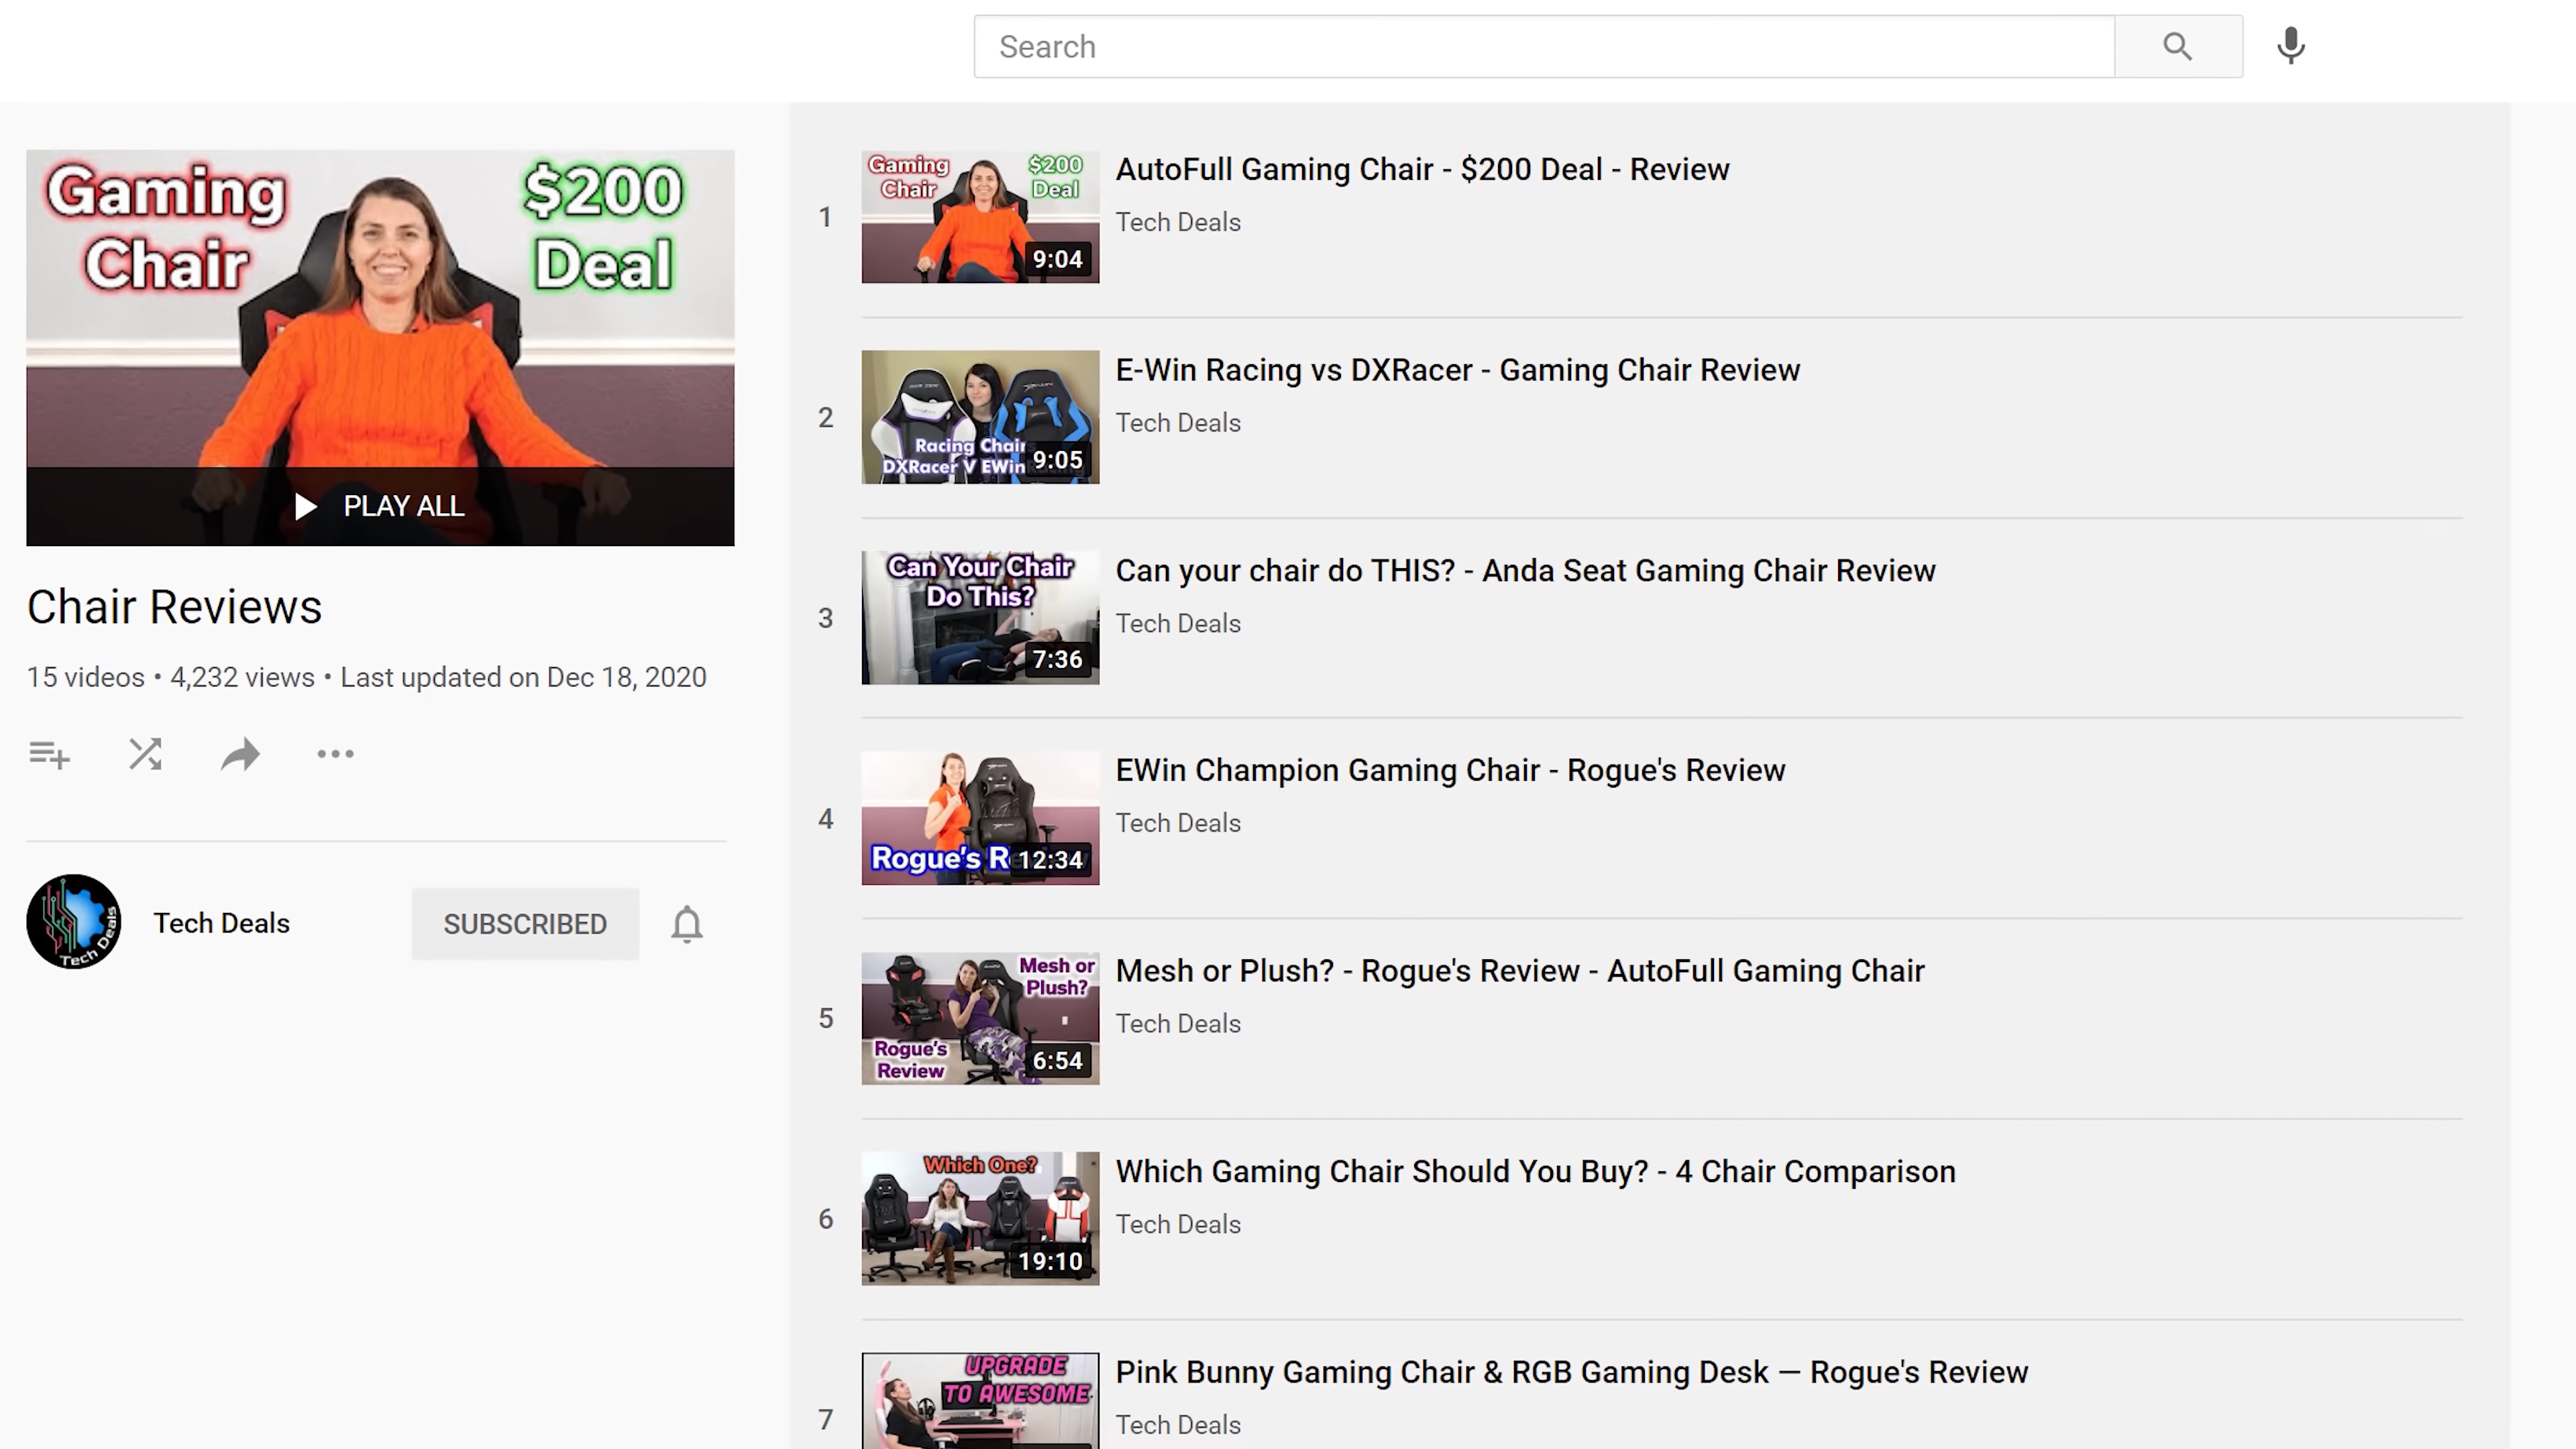 Search
Gaming
Chair
$200
Deal
PLAY ALL
Chair Reviews
15 videos • 4,232 views • Last updated on Dec 18, 2020
Tech Deals
Tech Deals
SUBSCRIBED
1
Gaming
Chair
$200
Deal
9:04
AutoFull Gaming Chair - $200 Deal - Review
Tech Deals
2
Racing Chair
DXRacer V EWin
9:05
E-Win Racing vs DXRacer - Gaming Chair Review
Tech Deals
3
Can Your Chair
Do This?
7:36
Can your chair do THIS? - Anda Seat Gaming Chair Review
Tech Deals
4
Rogue's R
12:34
EWin Champion Gaming Chair - Rogue's Review
Tech Deals
5
Mesh or
Plush?
Rogue's
Review
6:54
Mesh or Plush? - Rogue's Review - AutoFull Gaming Chair
Tech Deals
6
Which One?
19:10
Which Gaming Chair Should You Buy? - 4 Chair Comparison
Tech Deals
7
UPGRADE
TO AWESOME
Pink Bunny Gaming Chair & RGB Gaming Desk — Rogue's Review
Tech Deals